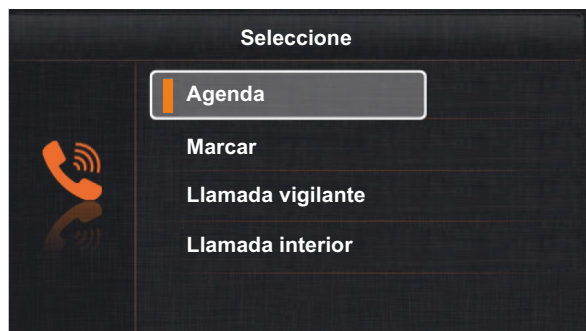 Seleccione
Agenda
Marcar
Llamada vigilante
Llamada interior